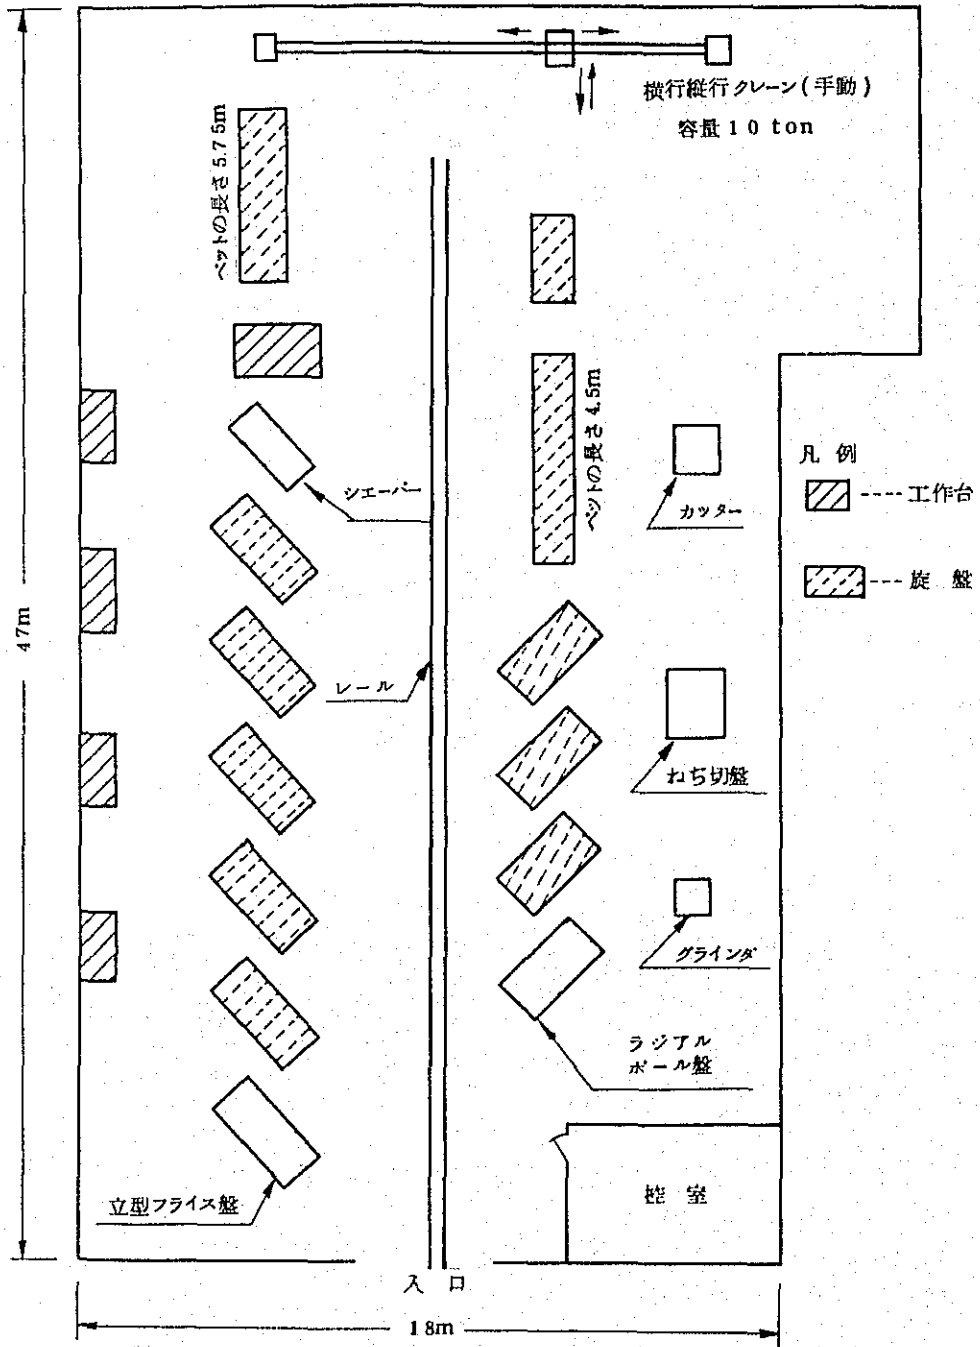 横行縦行クレーン(手動)
容量10 ton
ベットの長さ5.75m
ベットの長さ4.5m
シエーパー
カッター
凡例
工作台
旋盤
47m
レール
ねぢ切盤
グラインダ
ラジアル
ボール盤
立型フライス盤
控室
入口
18m